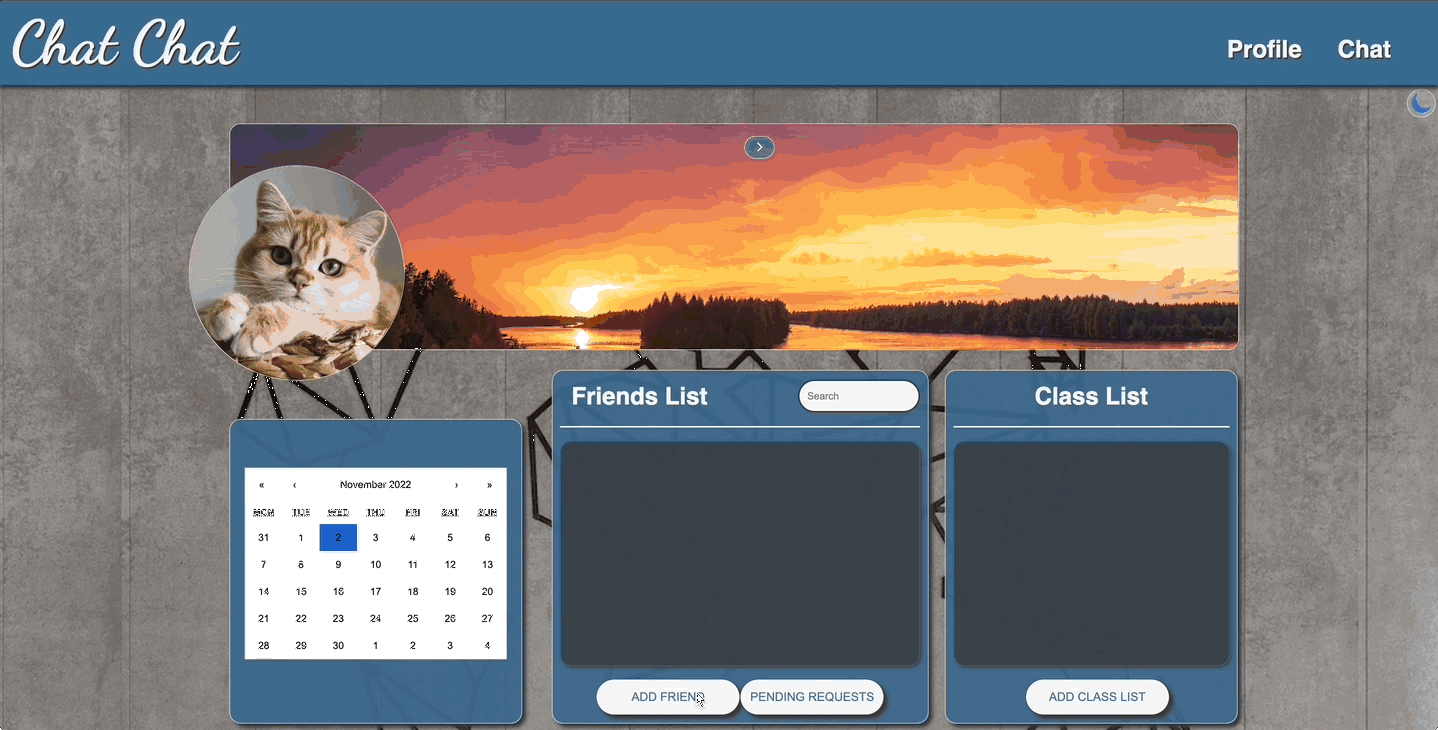 Chat Chat
Profile Chat
Friends List
Search
Class List
« ‹ November 2022 › »
MON TUE WED THU FRI SAT SUN
31 1 2 3 4 5 6
7 8 9 10 11 12 13
14 15 16 17 18 19 20
21 22 23 24 25 26 27
28 29 30 1 2 3 4
ADD FRIEND
PENDING REQUESTS
ADD CLASS LIST